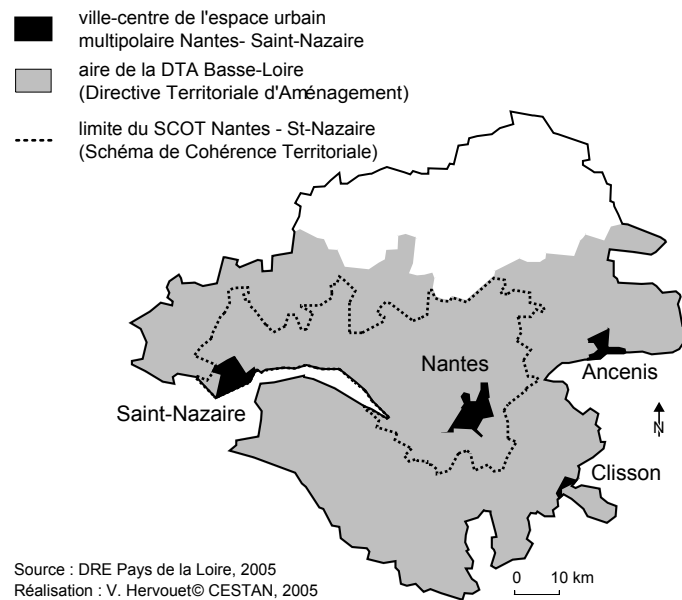 ville-centre de l'espace urbain
multipolaire Nantes- Saint-Nazaire
aire de la DTA Basse-Loire
(Directive Territoriale d'Aménagement)
limite du SCOT Nantes - St-Nazaire
(Schéma de Cohérence Territoriale)
Nantes
Ancenis
Saint-Nazaire
N
Clisson
Source : DRE Pays de la Loire, 2005
Réalisation : V. Hervouet© CESTAN, 2005
0 10 km